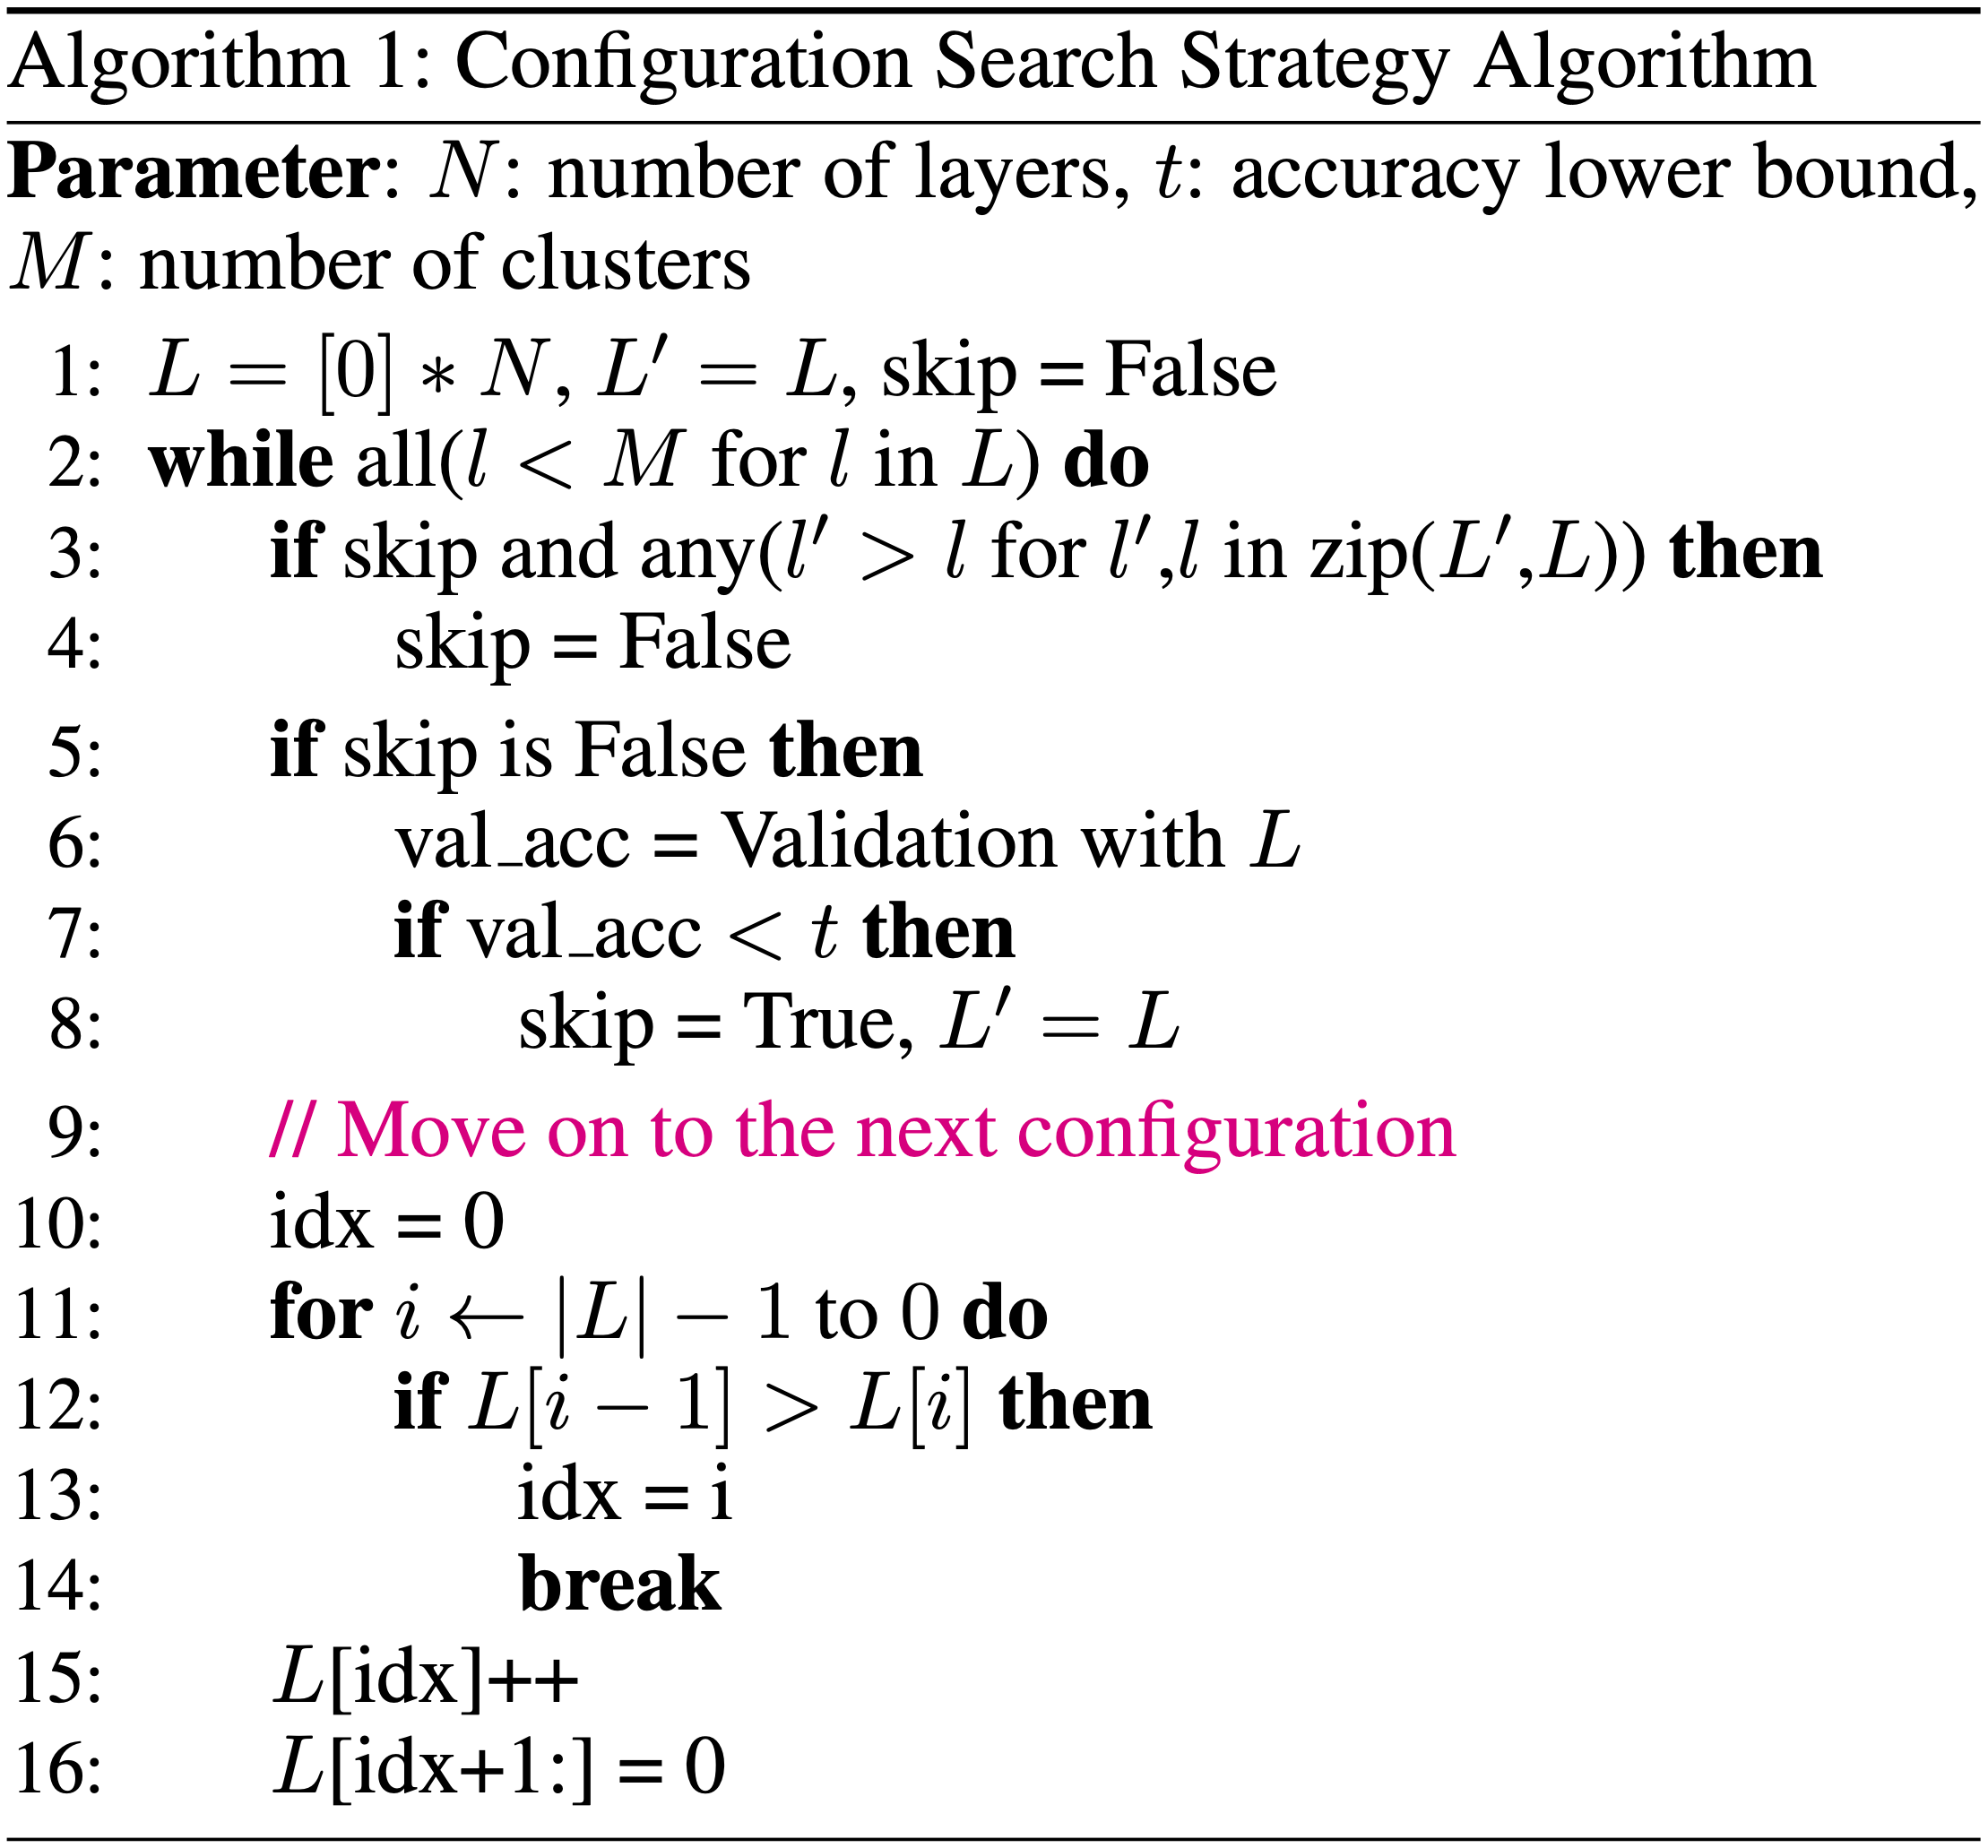 Algorithm 1: Configuration Search Strategy Algorithm
Parameter: N: number of layers, t: accuracy lower bound,
M: number of clusters
1: L = [0] ∗ N, L′ = L, skip = False
2: while all(l < M for l in L) do
3: if skip and any(l′ > l for l′,l in zip(L′,L)) then
4: skip = False
5: if skip is False then
6: val_acc = Validation with L
7: if val_acc < t then
8: skip = True, L′ = L
9: // Move on to the next configuration
10: idx = 0
11: for i ← |L| − 1 to 0 do
12: if L[i − 1] > L[i] then
13: idx = i
14: break
15: L[idx]++
16: L[idx+1:] = 0